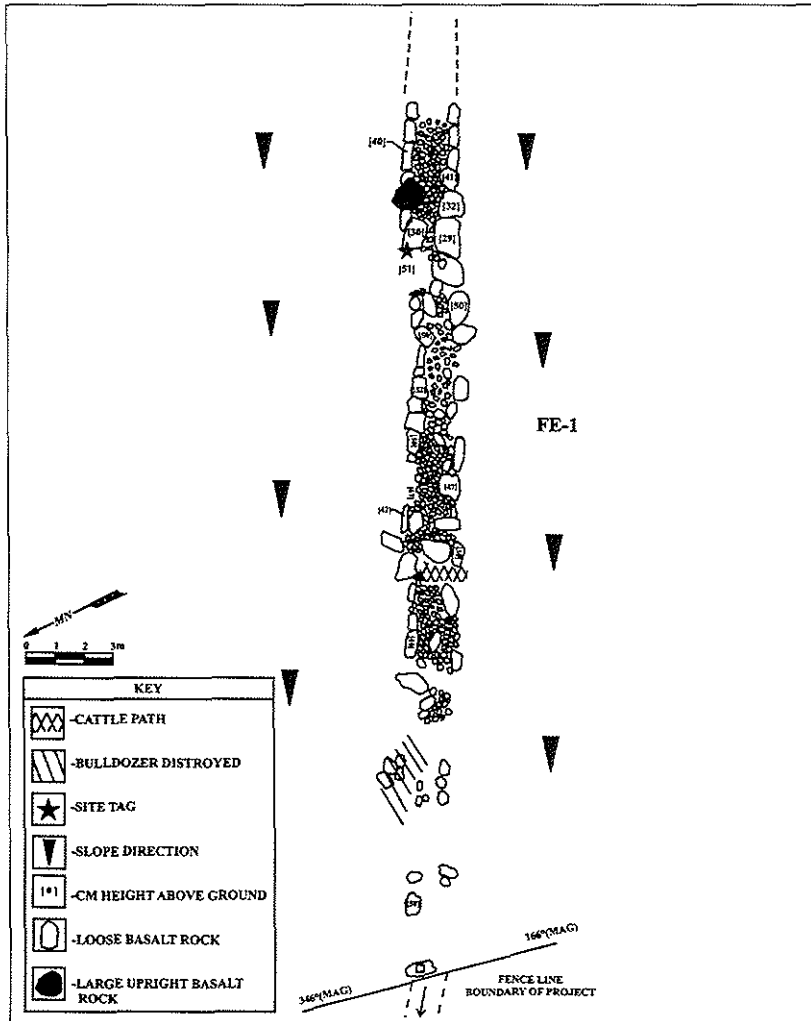 [40]
[41]
[32]
[30]
[29]
[51]
[50]
FE-1
[47]
[42]
MN
0 1 2 3m
KEY
-CATTLE PATH
-BULLDOZER DISTROYED
-SITE TAG
-SLOPE DIRECTION
[#] -CM HEIGHT ABOVE GROUND
-LOOSE BASALT ROCK
-LARGE UPRIGHT BASALT
ROCK
166°(MAG)
346°(MAG)
FENCE LINE
BOUNDARY OF PROJECT